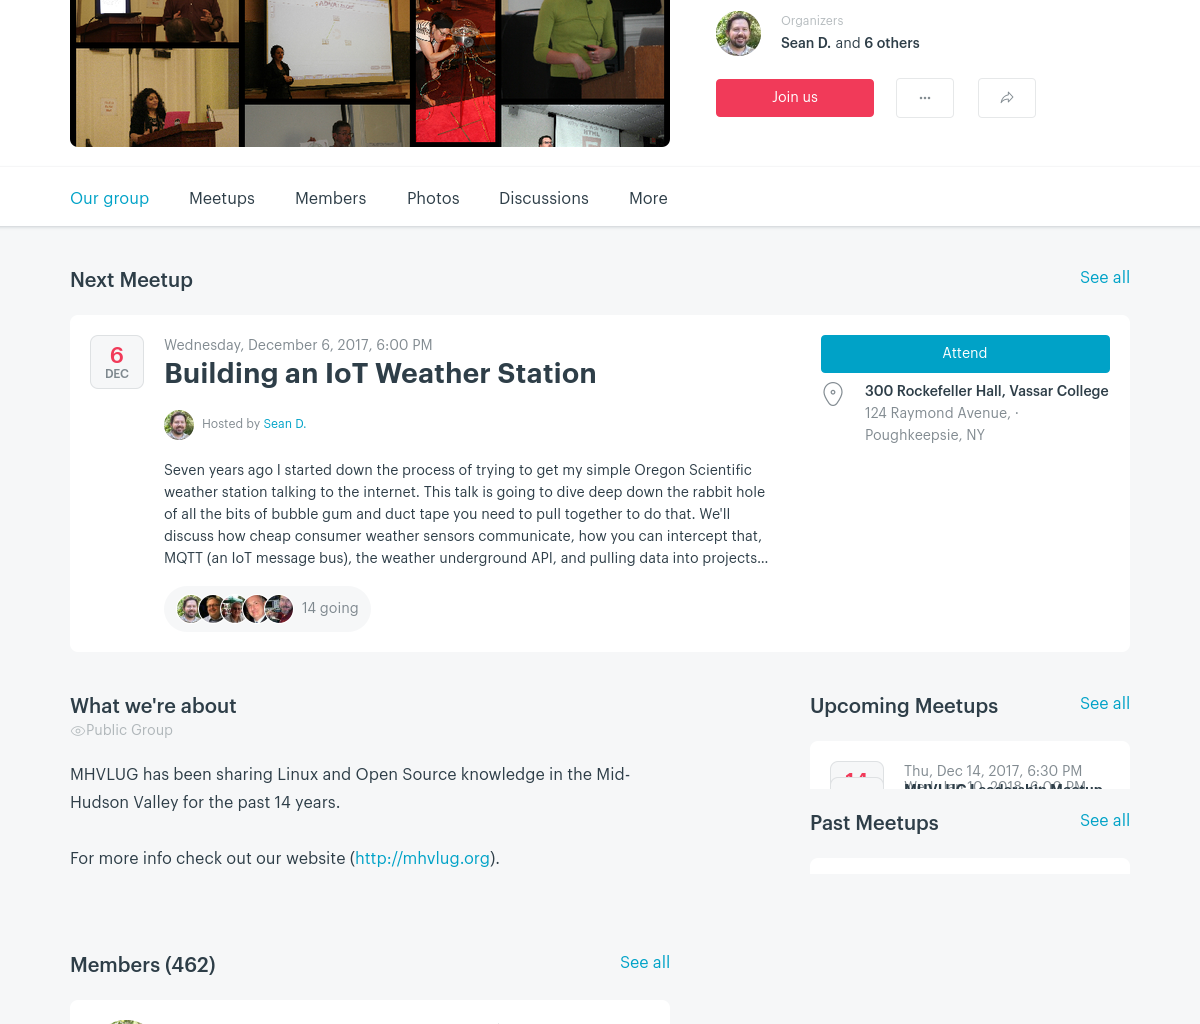 Organizers
Sean D. and 6 others
Join us
Our group
Meetups
Members
Photos
Discussions
More
Next Meetup
See all
6
DEC
Wednesday, December 6, 2017, 6:00 PM
Building an IoT Weather Station
Hosted by Sean D.
Seven years ago I started down the process of trying to get my simple Oregon Scientific
weather station talking to the internet. This talk is going to dive deep down the rabbit hole
of all the bits of bubble gum and duct tape you need to pull together to do that. We'll
discuss how cheap consumer weather sensors communicate, how you can intercept that,
MQTT (an IoT message bus), the weather underground API, and pulling data into projects...
14 going
Attend
300 Rockefeller Hall, Vassar College
124 Raymond Avenue, ·
Poughkeepsie, NY
What we're about
Public Group
MHVLUG has been sharing Linux and Open Source knowledge in the Mid-
Hudson Valley for the past 14 years.
For more info check out our website (http://mhvlug.org).
Upcoming Meetups
See all
14
Thu, Dec 14, 2017, 6:30 PM
Past Meetups
See all
Members (462)
See all